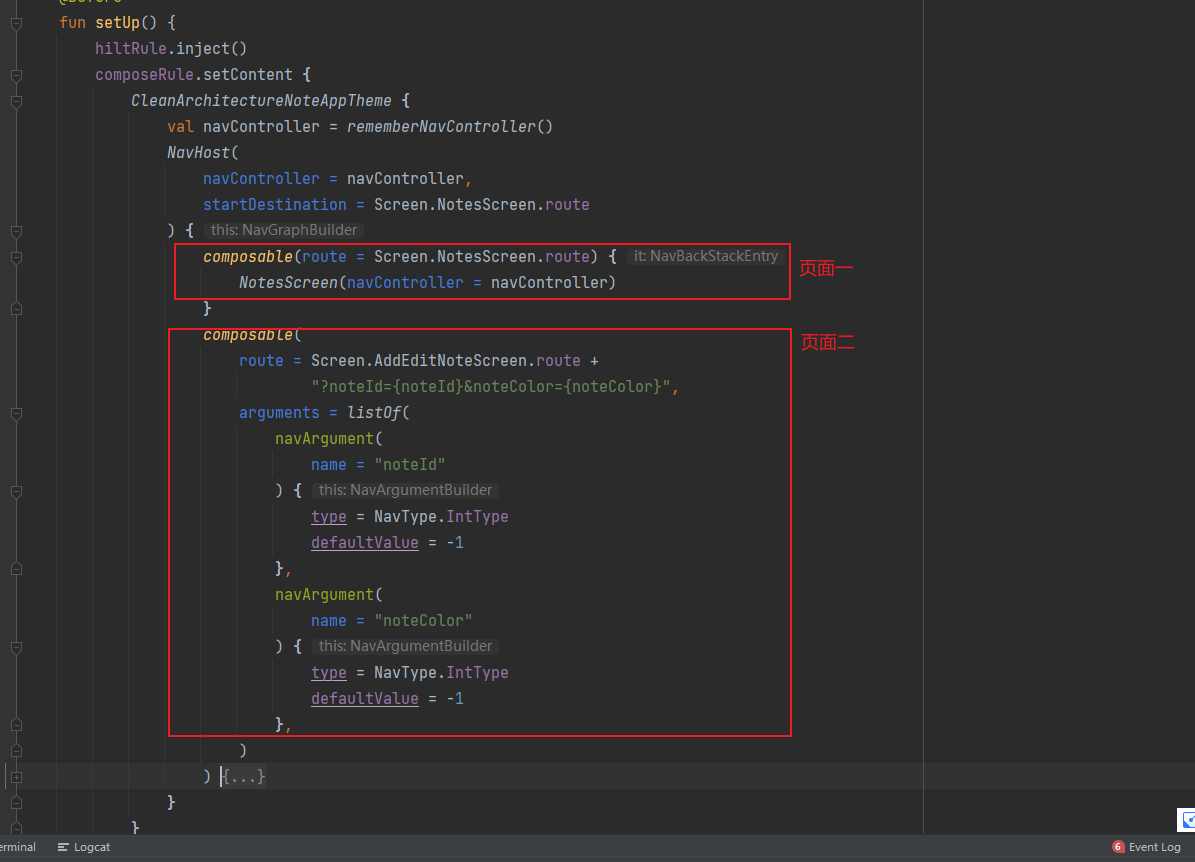 @Before
fun setUp() {
hiltRule.inject()
composeRule.setContent {
CleanArchitectureNoteAppTheme {
val navController = rememberNavController()
NavHost(
navController = navController,
startDestination = Screen.NotesScreen.route
) { this: NavGraphBuilder
composable(route = Screen.NotesScreen.route) { it: NavBackStackEntry
页面一
NotesScreen(navController = navController)
}
composable(
页面二
route = Screen.AddEditNoteScreen.route +
"?noteId={noteId}&noteColor={noteColor}",
arguments = listOf(
navArgument(
name = "noteId"
) { this: NavArgumentBuilder
type = NavType.IntType
defaultValue = -1
},
navArgument(
name = "noteColor"
) { this: NavArgumentBuilder
type = NavType.IntType
defaultValue = -1
},
)
) {...}
}
}
erminal Logcat 6 Event Log